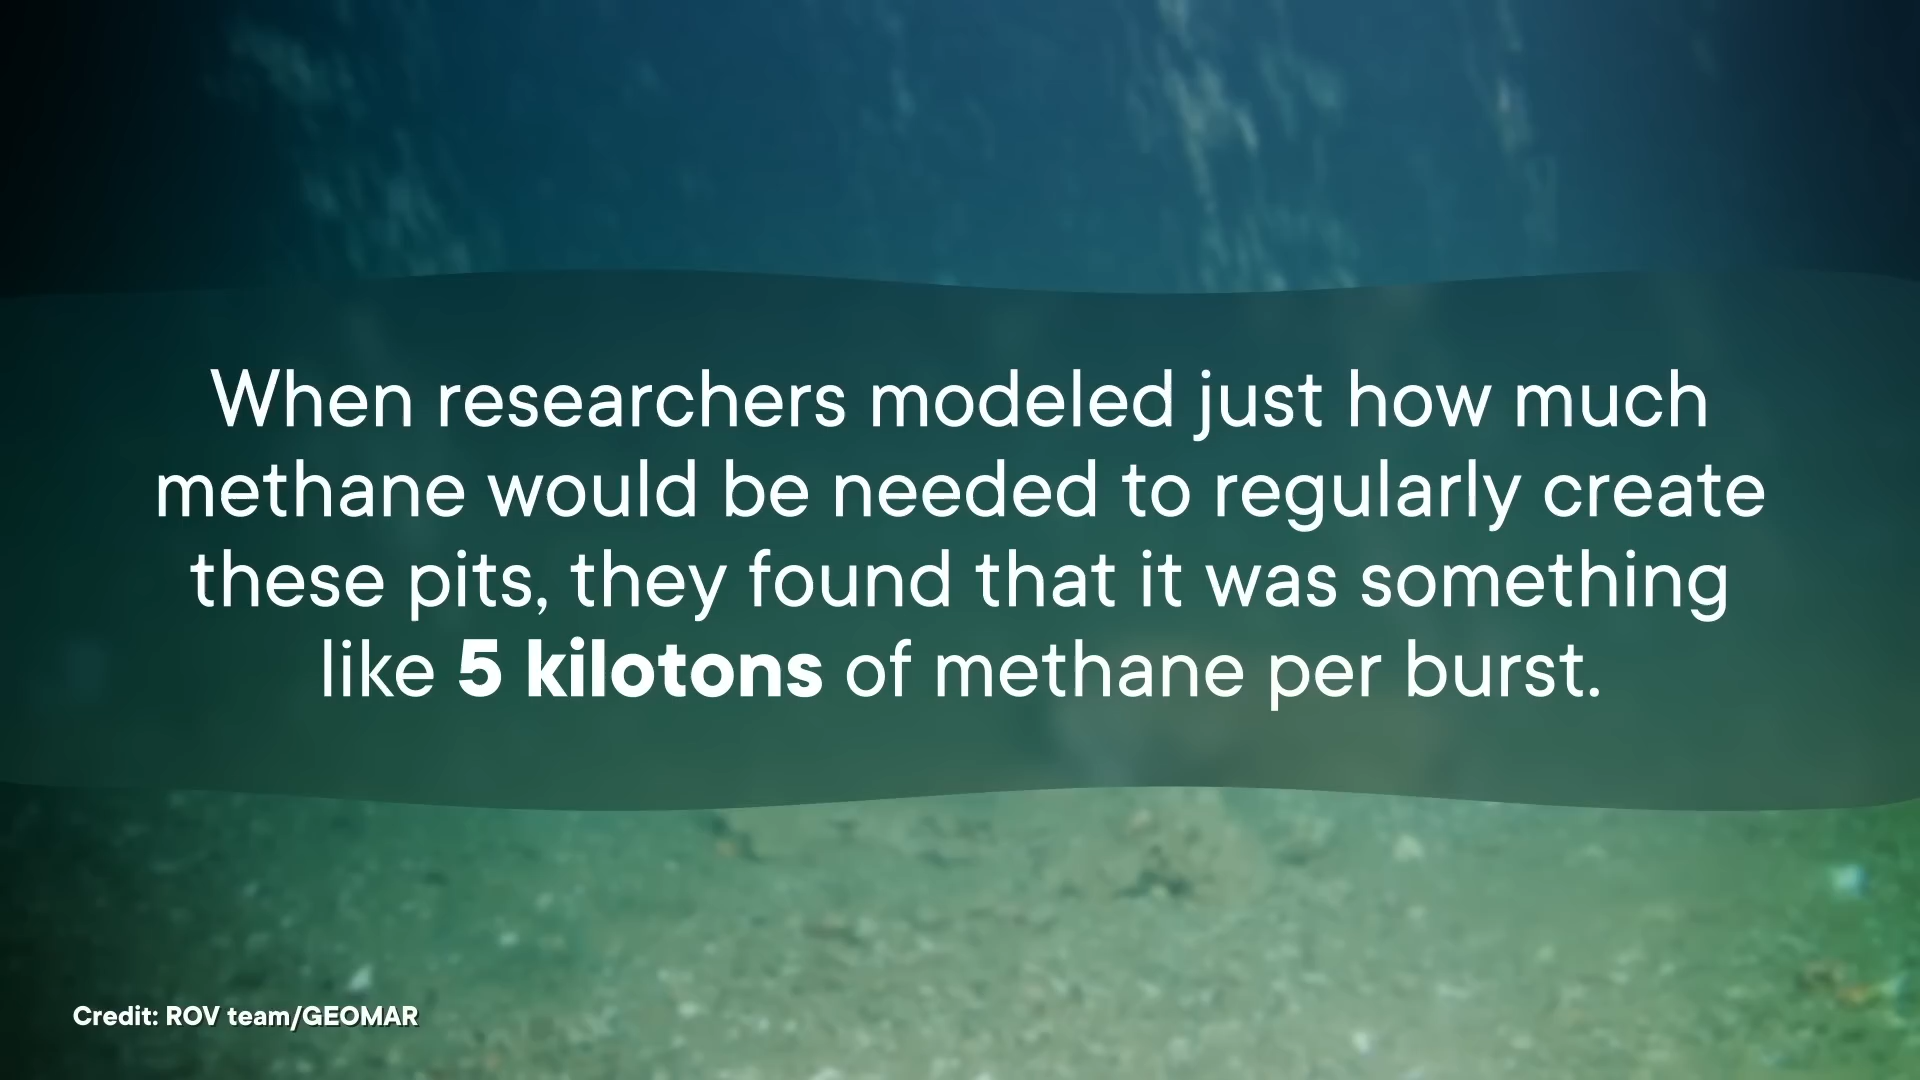 When researchers modeled just how much
methane would be needed to regularly create
these pits, they found that it was something
like 5 kilotons of methane per burst.
Credit: ROV team/GEOMAR